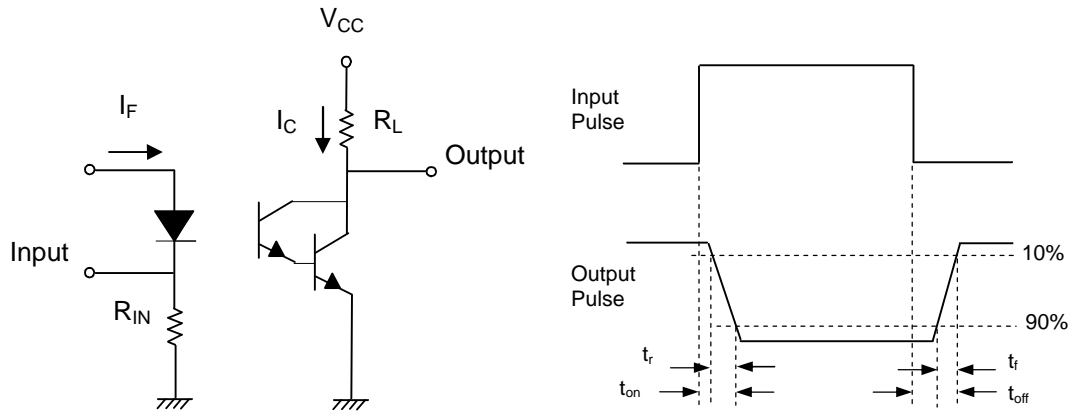 V_CC
I_F
I_C
R_L
Output
Input
R_IN
Input
Pulse
Output
Pulse
10%
90%
t_r
t_f
t_on
t_off